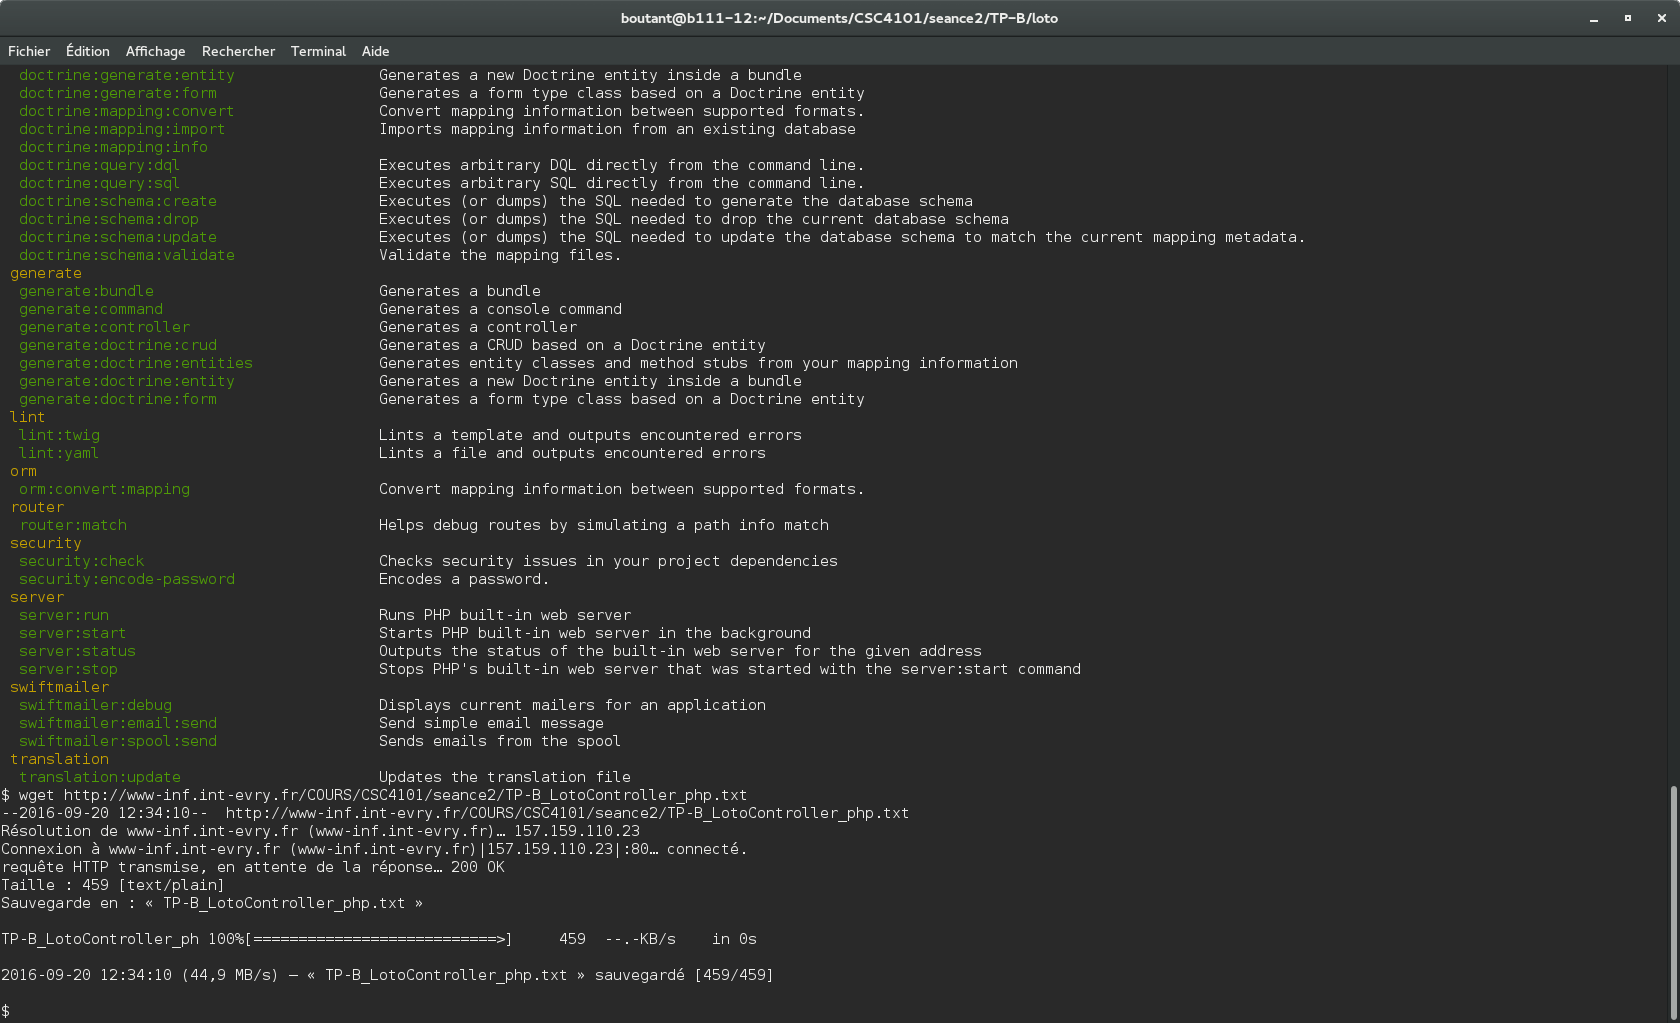 boutant@b111-12:~/Documents/CSC4101/seance2/TP-B/loto
Fichier Édition Affichage Rechercher Terminal Aide
doctrine:generate:entity Generates a new Doctrine entity inside a bundle
doctrine:generate:form Generates a form type class based on a Doctrine entity
doctrine:mapping:convert Convert mapping information between supported formats.
doctrine:mapping:import Imports mapping information from an existing database
doctrine:mapping:info
doctrine:query:dql Executes arbitrary DQL directly from the command line.
doctrine:query:sql Executes arbitrary SQL directly from the command line.
doctrine:schema:create Executes (or dumps) the SQL needed to generate the database schema
doctrine:schema:drop Executes (or dumps) the SQL needed to drop the current database schema
doctrine:schema:update Executes (or dumps) the SQL needed to update the database schema to match the current mapping metadata.
doctrine:schema:validate Validate the mapping files.
generate
generate:bundle Generates a bundle
generate:command Generates a console command
generate:controller Generates a controller
generate:doctrine:crud Generates a CRUD based on a Doctrine entity
generate:doctrine:entities Generates entity classes and method stubs from your mapping information
generate:doctrine:entity Generates a new Doctrine entity inside a bundle
generate:doctrine:form Generates a form type class based on a Doctrine entity
lint
lint:twig Lints a template and outputs encountered errors
lint:yaml Lints a file and outputs encountered errors
orm
orm:convert:mapping Convert mapping information between supported formats.
router
router:match Helps debug routes by simulating a path info match
security
security:check Checks security issues in your project dependencies
security:encode-password Encodes a password.
server
server:run Runs PHP built-in web server
server:start Starts PHP built-in web server in the background
server:status Outputs the status of the built-in web server for the given address
server:stop Stops PHP's built-in web server that was started with the server:start command
swiftmailer
swiftmailer:debug Displays current mailers for an application
swiftmailer:email:send Send simple email message
swiftmailer:spool:send Sends emails from the spool
translation
translation:update Updates the translation file
$ wget http://www-inf.int-evry.fr/COURS/CSC4101/seance2/TP-B_LotoController_php.txt
--2016-09-20 12:34:10-- http://www-inf.int-evry.fr/COURS/CSC4101/seance2/TP-B_LotoController_php.txt
Résolution de www-inf.int-evry.fr (www-inf.int-evry.fr)… 157.159.110.23
Connexion à www-inf.int-evry.fr (www-inf.int-evry.fr)|157.159.110.23|:80… connecté.
requête HTTP transmise, en attente de la réponse… 200 OK
Taille : 459 [text/plain]
Sauvegarde en : « TP-B_LotoController_php.txt »
TP-B_LotoController_ph 100%[===========================>] 459 --.-KB/s in 0s
2016-09-20 12:34:10 (44,9 MB/s) — « TP-B_LotoController_php.txt » sauvegardé [459/459]
$